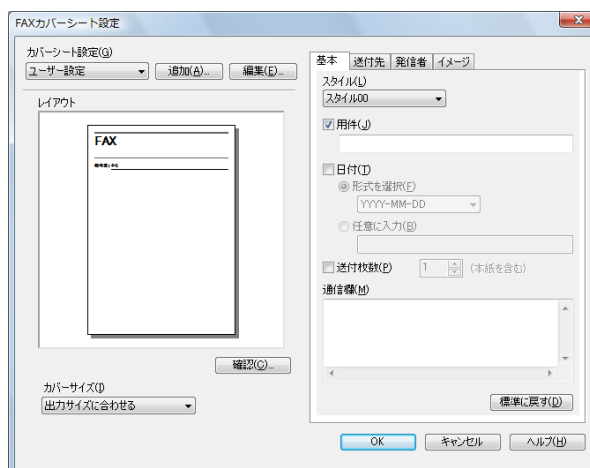 FAXカバーシート設定
カバーシート設定(G)
ユーザー設定
追加(A)...
編集(E)...
レイアウト
FAX
確認(C)...
カバーサイズ(I)
出力サイズに合わせる
基本
送付先
発信者
イメージ
スタイル(L)
スタイル00
用件(J)
日付(T)
形式を選択(F)
YYYY-MM-DD
任意に入力(B)
送付枚数(P)
1
(本紙を含む)
通信欄(M)
標準に戻す(D)
OK
キャンセル
ヘルプ(H)